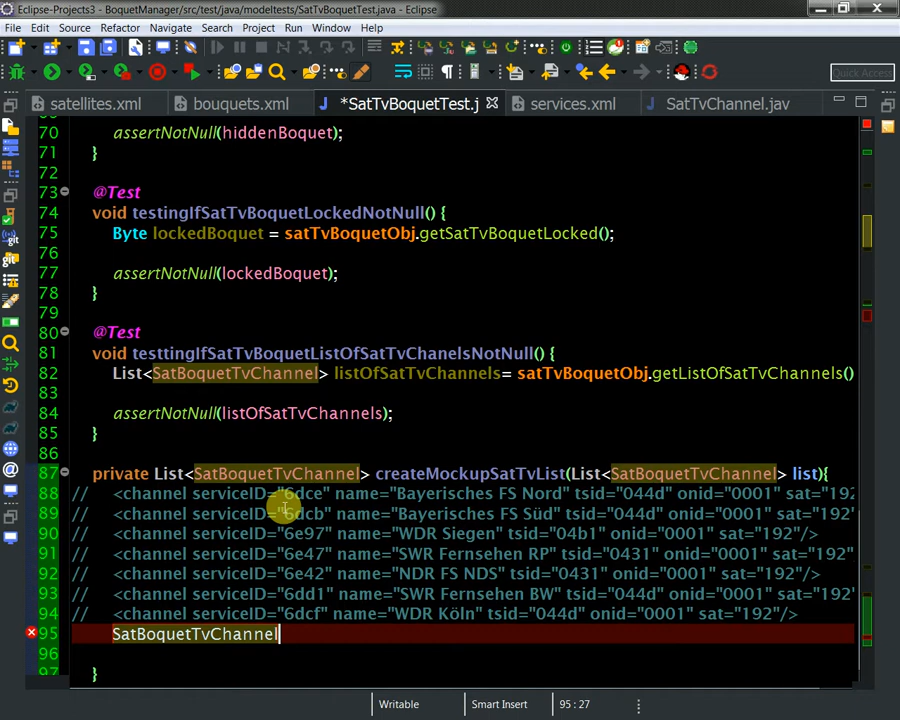 Eclipse-Projects3 - BoquetManager/src/test/java/modeltests/SatTvBoquetTest.java - Eclipse
File Edit Source Refactor Navigate Search Project Run Window Help
Quick Access
satellites.xml bouquets.xml *SatTvBoquetTest.j services.xml SatTvChannel.jav
70 assertNotNull(hiddenBoquet);
71 }
72
73 @Test
74 void testingIfSatTvBoquetLockedNotNull() {
75 Byte lockedBoquet = satTvBoquetObj.getSatTvBoquetLocked();
76
77 assertNotNull(lockedBoquet);
78 }
79
80 @Test
81 void testtingIfSatTvBoquetListOfSatTvChanelsNotNull() {
82 List<SatBoquetTvChannel> listOfSatTvChannels= satTvBoquetObj.getListOfSatTvChannels()
83
84 assertNotNull(listOfSatTvChannels);
85 }
86
87 private List<SatBoquetTvChannel> createMockupSatTvList(List<SatBoquetTvChannel> list){
88 // <channel serviceID="6dce" name="Bayerisches FS Nord" tsid="044d" onid="0001" sat="192
89 // <channel serviceID="6dcb" name="Bayerisches FS Süd" tsid="044d" onid="0001" sat="192"
90 // <channel serviceID="6e97" name="WDR Siegen" tsid="04b1" onid="0001" sat="192"/>
91 // <channel serviceID="6e47" name="SWR Fernsehen RP" tsid="0431" onid="0001" sat="192"/
92 // <channel serviceID="6e42" name="NDR FS NDS" tsid="0431" onid="0001" sat="192"/>
93 // <channel serviceID="6dd1" name="SWR Fernsehen BW" tsid="044d" onid="0001" sat="192"
94 // <channel serviceID="6dcf" name="WDR Köln" tsid="044d" onid="0001" sat="192"/>
95 SatBoquetTvChannel
96
97 }
Writable Smart Insert 95 : 27